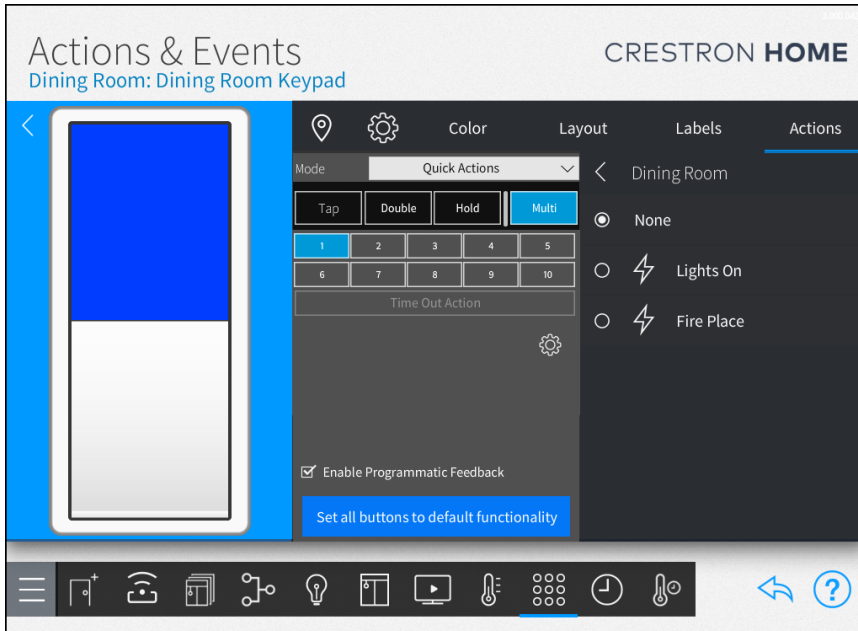 Actions & Events
CRESTRON HOME
Dining Room: Dining Room Keypad
Color
Layout
Labels
Actions
Mode
Quick Actions
Dining Room
Tap
Double
Hold
Multi
None
1
2
3
4
5
6
7
8
9
10
Lights On
Time Out Action
Fire Place
Enable Programmatic Feedback
Set all buttons to default functionality
?